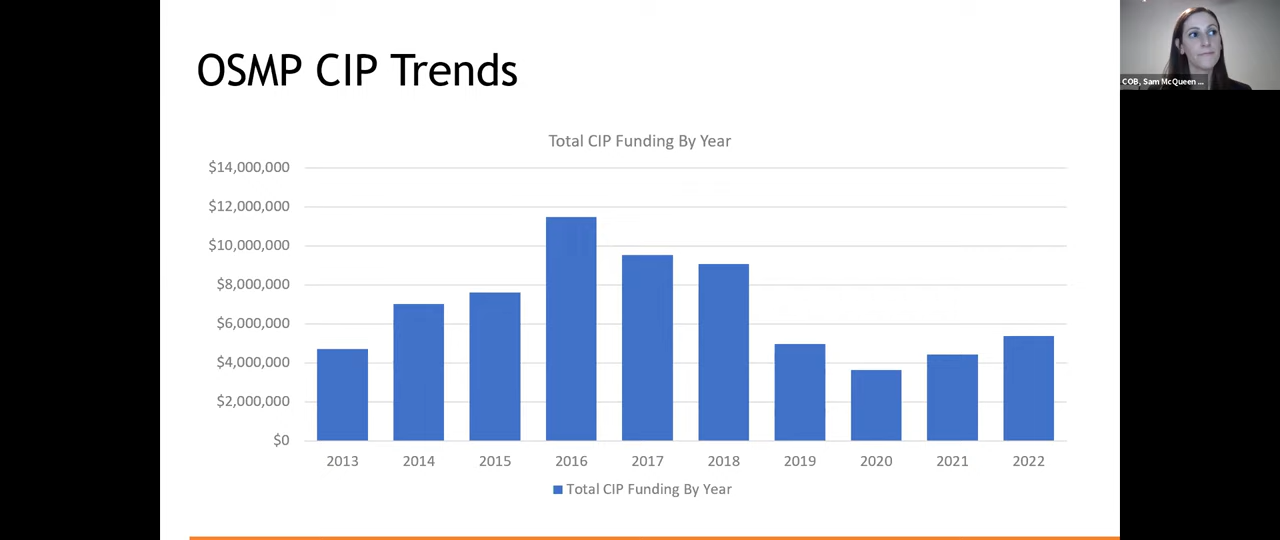 OSMP CIP Trends
COB, Sam McQueen ...
Total CIP Funding By Year
$14,000,000
$12,000,000
$10,000,000
$8,000,000
$6,000,000
$4,000,000
$2,000,000
$0
2013 2014 2015 2016 2017 2018 2019 2020 2021 2022
Total CIP Funding By Year